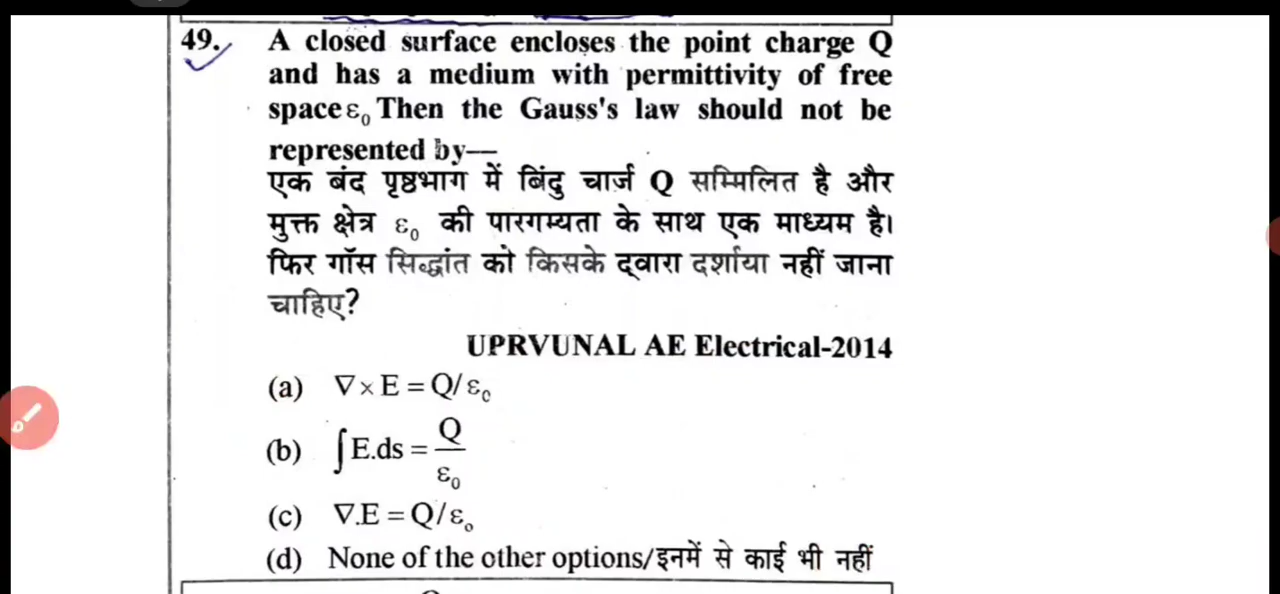 49. A closed surface encloses the point charge Q
and has a medium with permittivity of free
space ε₀ Then the Gauss's law should not be
represented by—
एक बंद पृष्ठभाग में बिंदु चार्ज Q सम्मिलित है और
मुक्त क्षेत्र ε₀ की पारगम्यता के साथ एक माध्यम है।
फिर गॉस सिद्धांत को किसके द्वारा दर्शाया नहीं जाना
चाहिए?
UPRVUNAL AE Electrical-2014
(a) ∇×E = Q/ε₀
(b) ∫E.ds = Q/ε₀
(c) ∇.E = Q/ε₀
(d) None of the other options/इनमें से काई भी नहीं